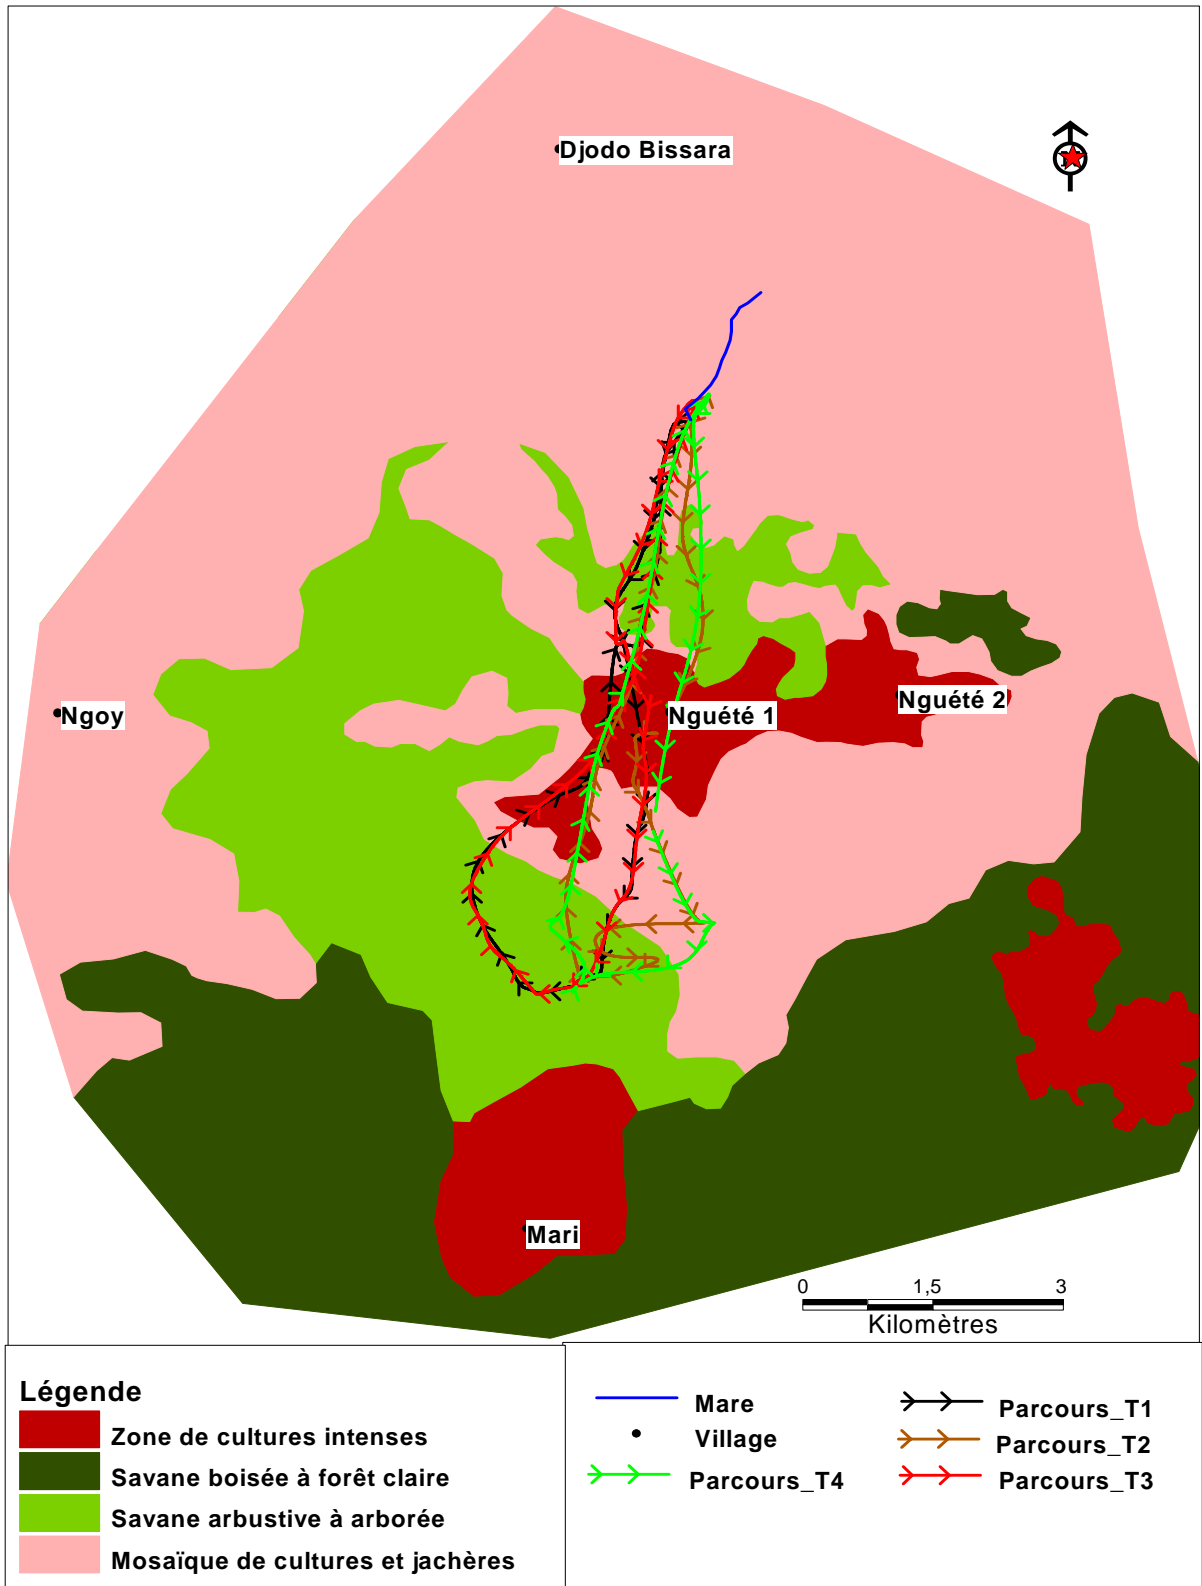 Djodo Bissara
Ngoy
Nguété 1
Nguété 2
Mari
0 1,5 3
Kilomètres
Légende
Zone de cultures intenses
Savane boisée à forêt claire
Savane arbustive à arborée
Mosaïque de cultures et jachères
Mare
Village
Parcours_T4
Parcours_T1
Parcours_T2
Parcours_T3